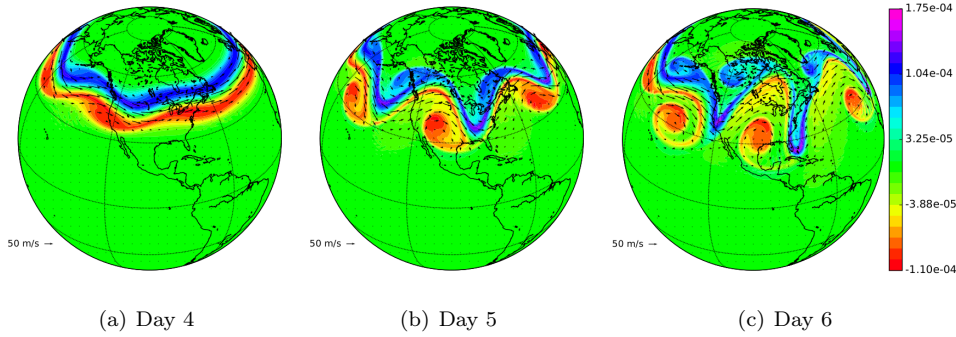 1.75e-04
1.04e-04
3.25e-05
-3.88e-05
-1.10e-04
50 m/s
50 m/s
50 m/s
(a) Day 4
(b) Day 5
(c) Day 6